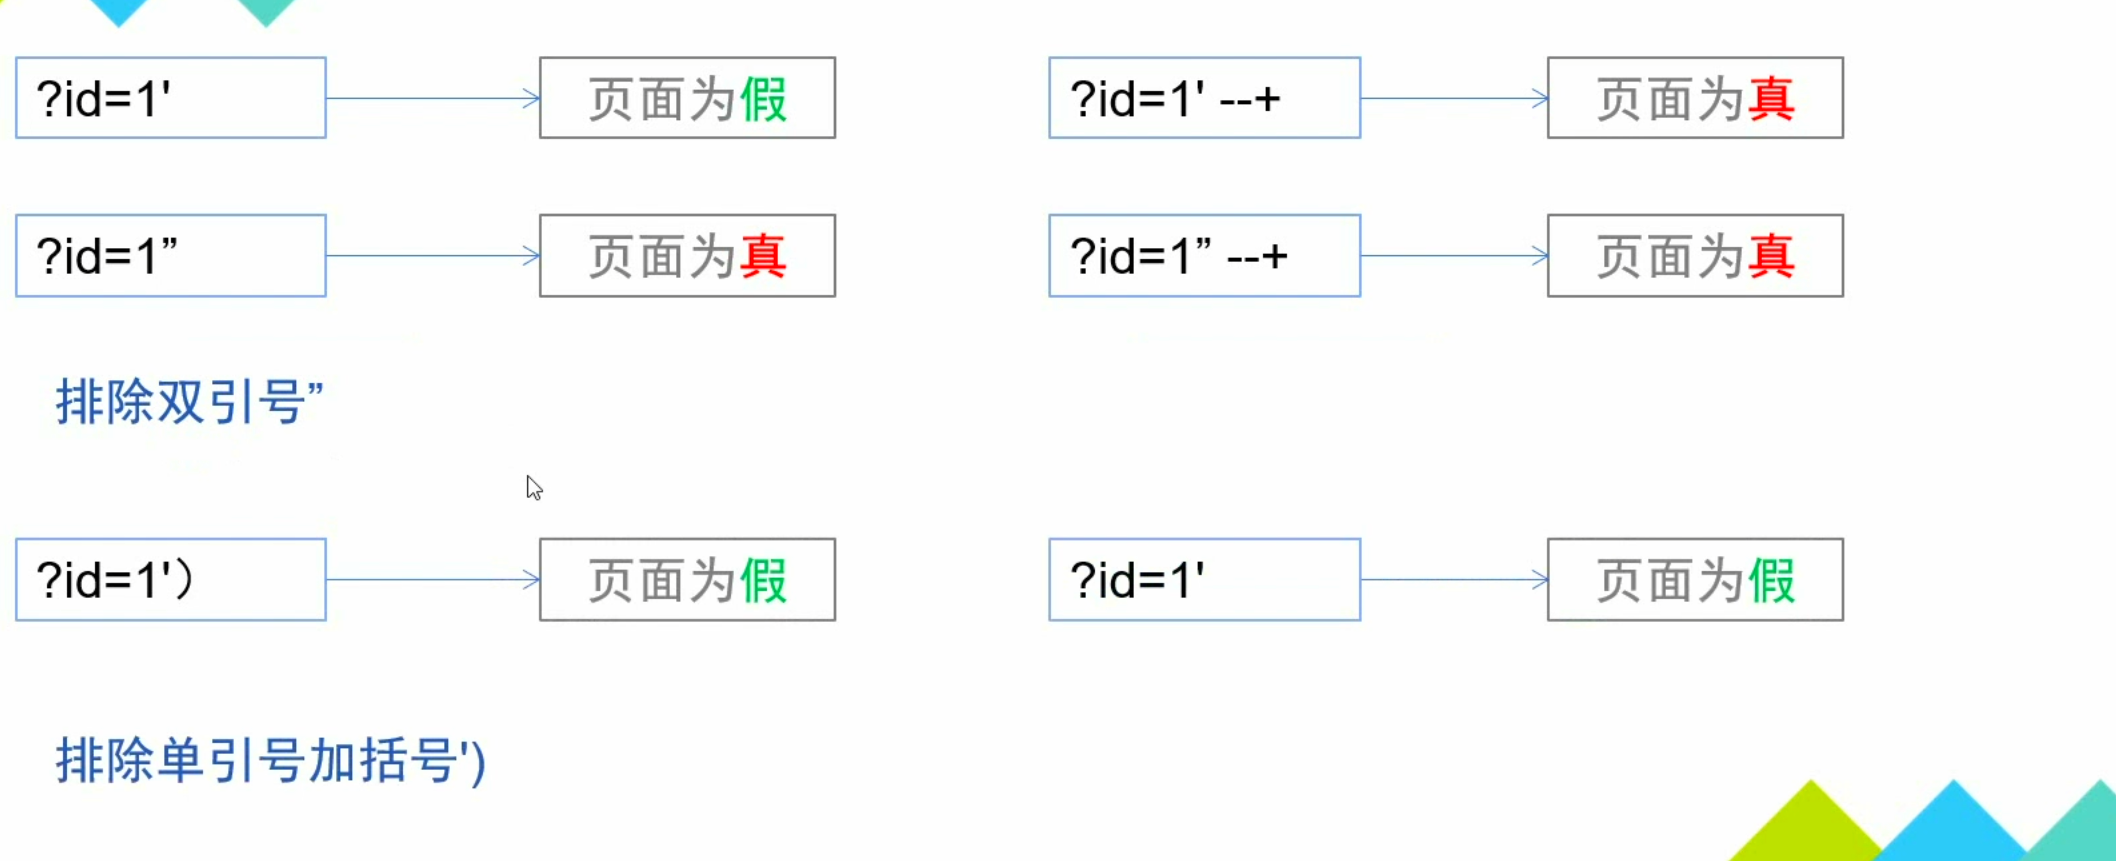 ?id=1' 页面为假 ?id=1' --+ 页面为真
?id=1” 页面为真 ?id=1” --+ 页面为真
排除双引号”
?id=1'） 页面为假 ?id=1' 页面为假
排除单引号加括号')